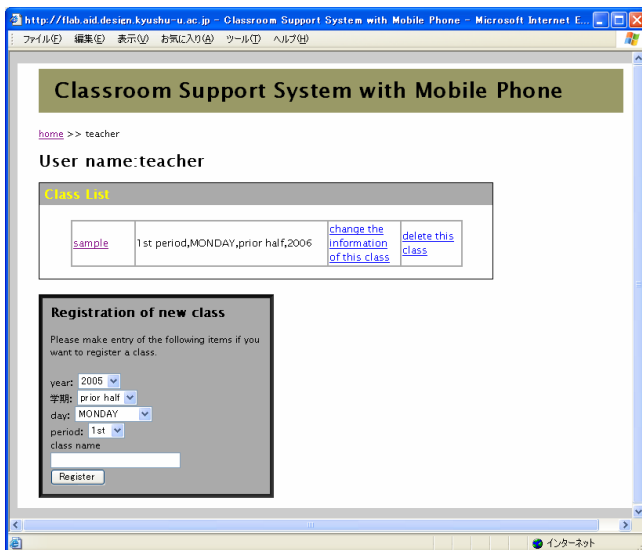 http://flab.aid.design.kyushu-u.ac.jp - Classroom Support System with Mobile Phone - Microsoft Internet E...
ファイル(F) 編集(E) 表示(V) お気に入り(A) ツール(T) ヘルプ(H)
Classroom Support System with Mobile Phone
home >> teacher
User name:teacher
Class List
sample 1st period,MONDAY,prior half,2006 change the information of this class delete this class
Registration of new class
Please make entry of the following items if you
want to register a class.
year: 2005
学期: prior half
day: MONDAY
period: 1st
class name
Register
インターネット